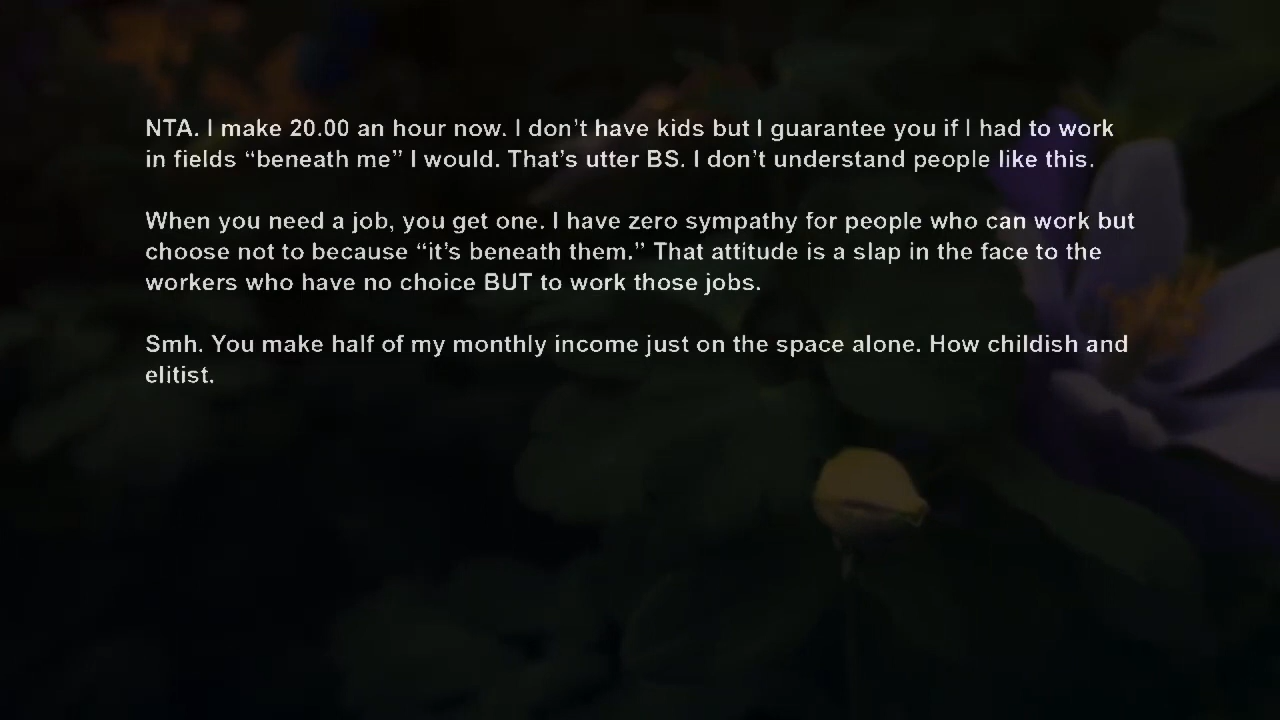 NTA. I make 20.00 an hour now. I don’t have kids but I guarantee you if I had to work
in fields “beneath me” I would. That’s utter BS. I don’t understand people like this.
When you need a job, you get one. I have zero sympathy for people who can work but
choose not to because “it’s beneath them.” That attitude is a slap in the face to the
workers who have no choice BUT to work those jobs.
Smh. You make half of my monthly income just on the space alone. How childish and
elitist.